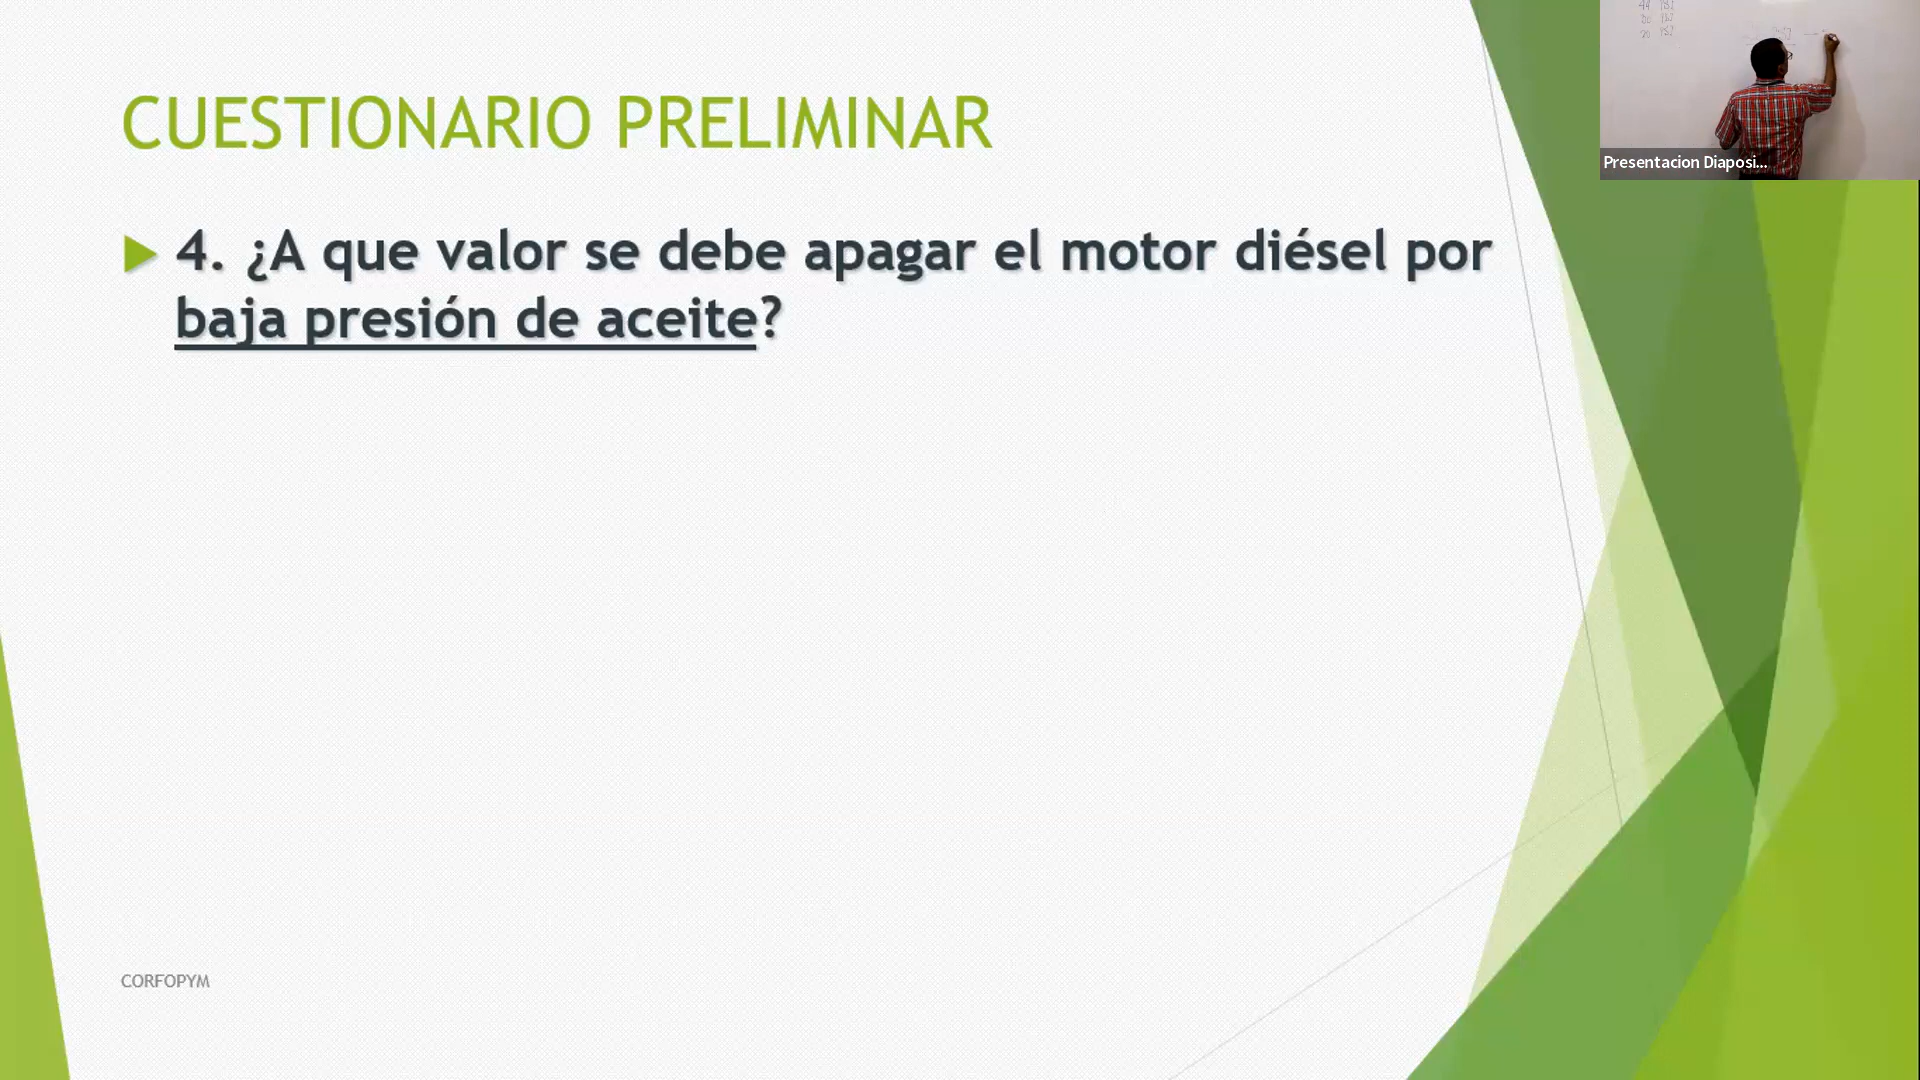 CUESTIONARIO PRELIMINAR
4. ¿A que valor se debe apagar el motor diésel por
baja presión de aceite?
CORFOPYM
Presentacion Diaposi...